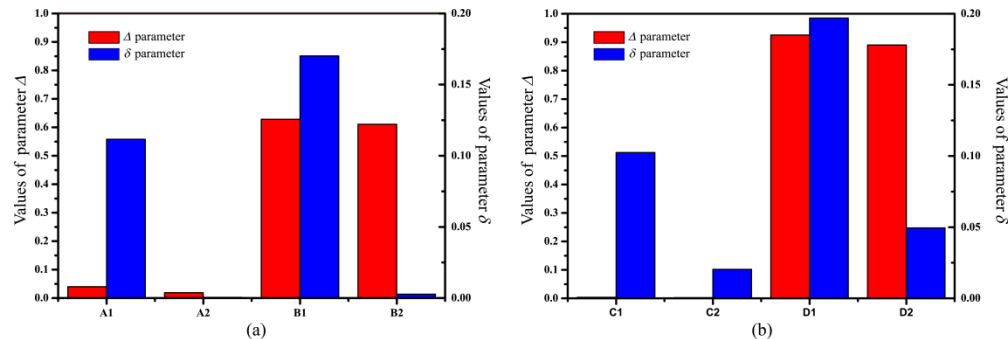 Values of parameter Δ
1.0
0.9
0.8
0.7
0.6
0.5
0.4
0.3
0.2
0.1
0.0
Δ parameter
δ parameter
A1 A2 B1 B2
0.20
0.15
0.10
0.05
0.00
Values of parameter δ
(a)
Values of parameter Δ
1.0
0.9
0.8
0.7
0.6
0.5
0.4
0.3
0.2
0.1
0.0
Δ parameter
δ parameter
C1 C2 D1 D2
0.20
0.15
0.10
0.05
0.00
Values of parameter δ
(b)